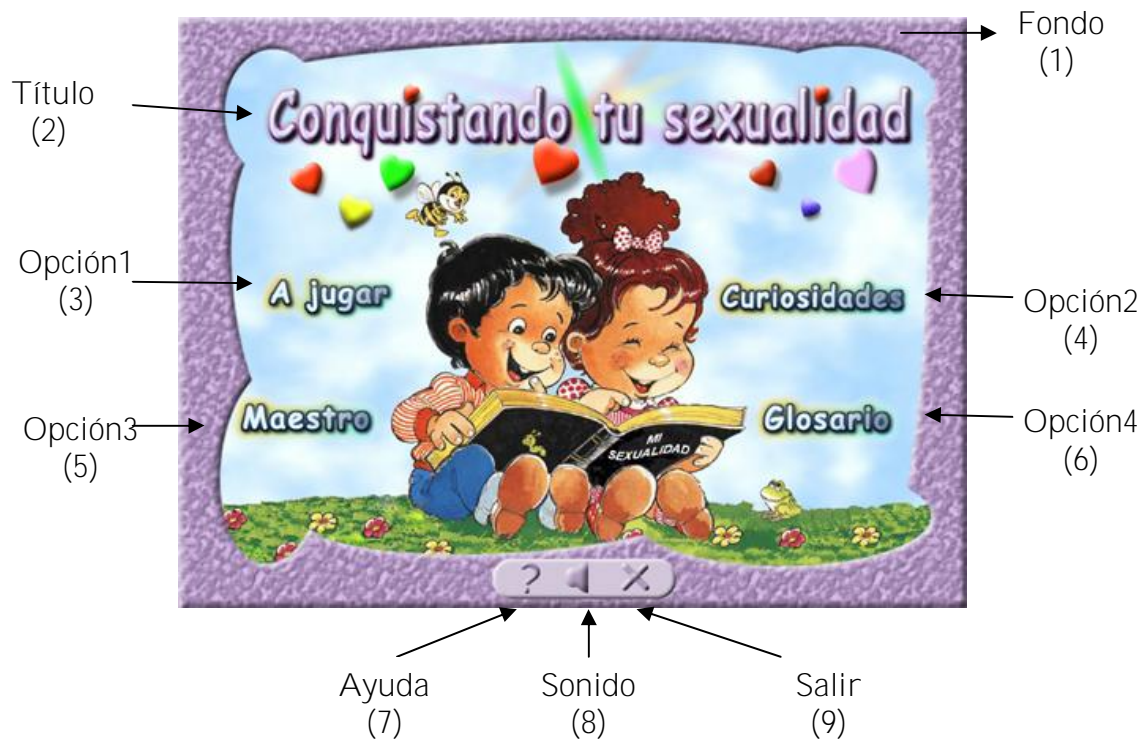 Fondo
(1)
Título
(2)
Conquistando tu sexualidad
Opción1
(3)
A jugar
Curiosidades
Opción2
(4)
Opción3
(5)
Maestro
Glosario
Opción4
(6)
MI
SEXUALIDAD
?
Ayuda
(7)
Sonido
(8)
Salir
(9)